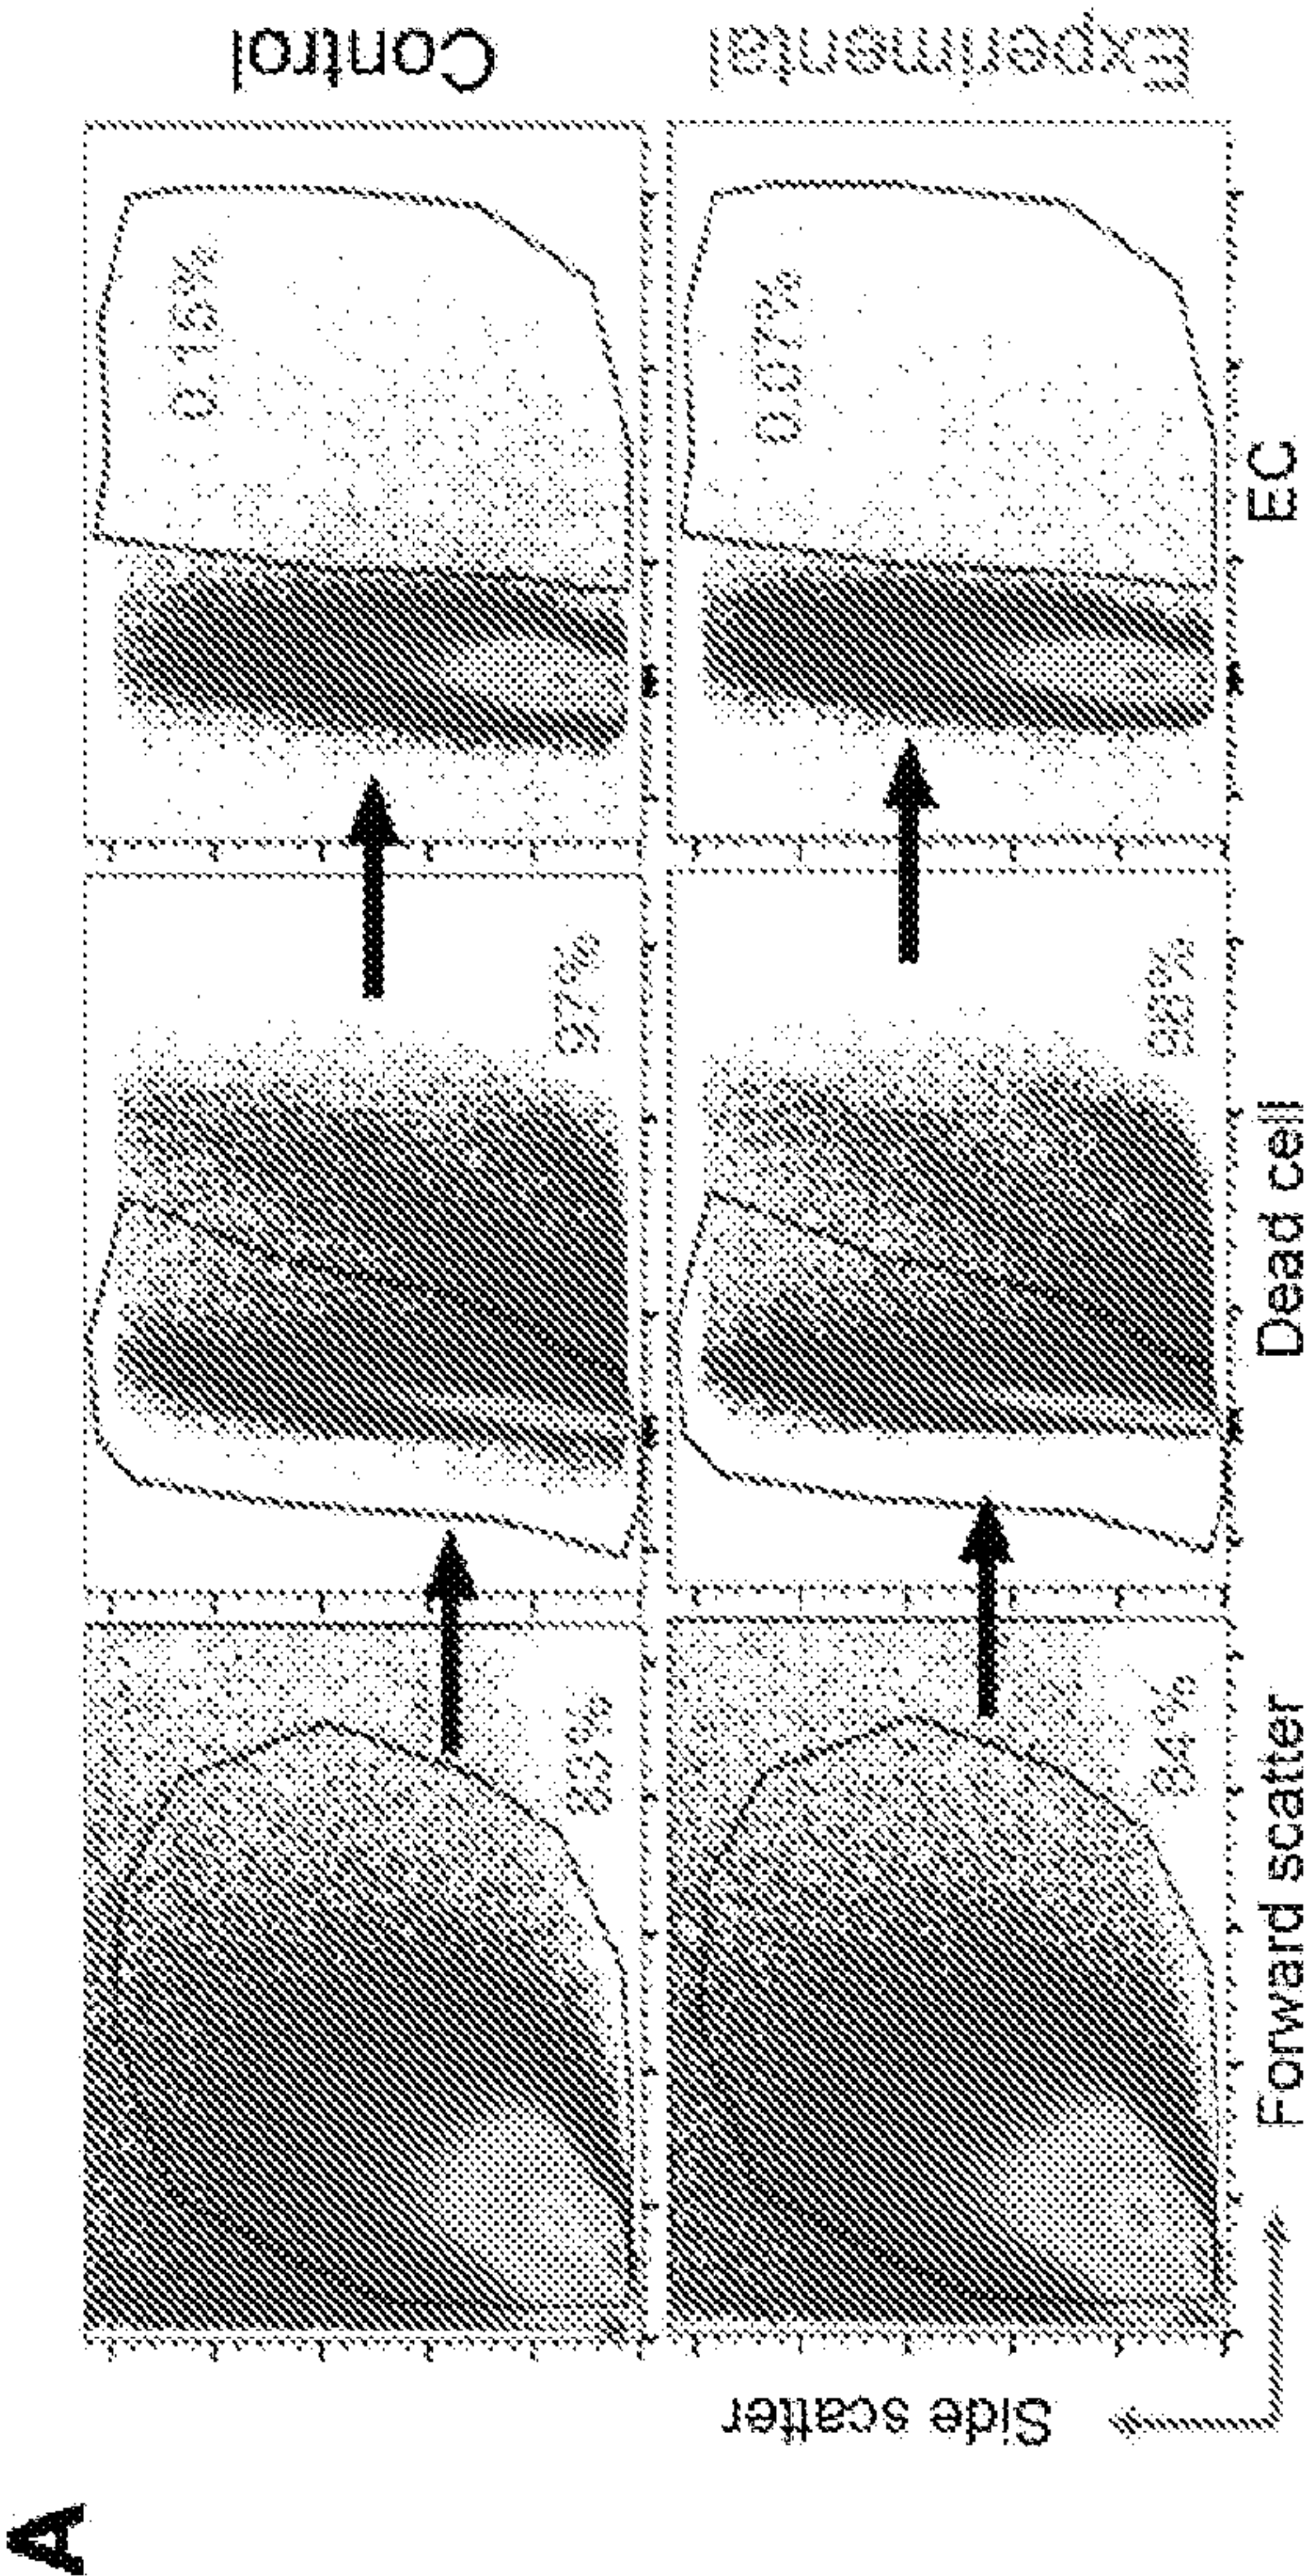 A
Control
Experimental
83%
97%
0.15%
84%
98%
0.07%
Side scatter
Forward scatter
Dead cell
EC